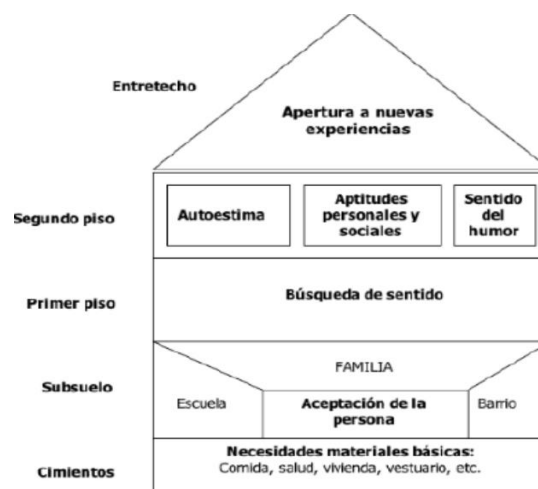 Entretecho
Apertura a nuevas
experiencias
Segundo piso
Autoestima
Aptitudes
personales y
sociales
Sentido
del
humor
Primer piso
Búsqueda de sentido
Subsuelo
FAMILIA
Escuela
Aceptación de la
persona
Barrio
Cimientos
Necesidades materiales básicas:
Comida, salud, vivienda, vestuario, etc.